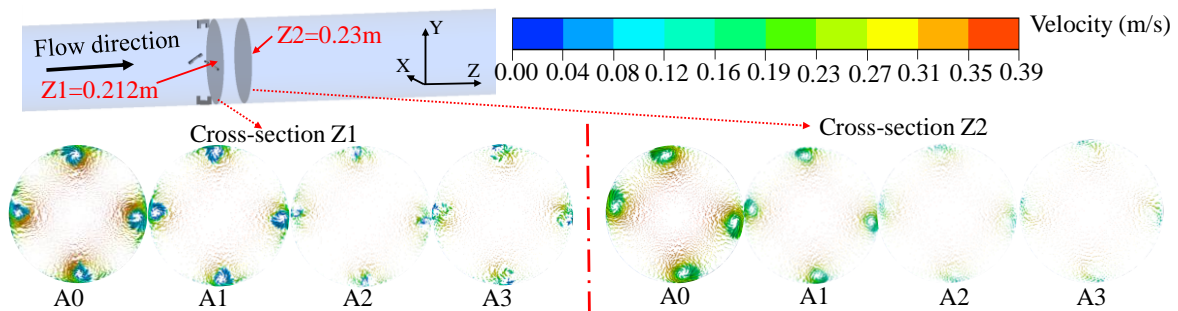 Flow direction
Z1=0.212m
Z2=0.23m
Y
X
Z
Velocity (m/s)
0.00 0.04 0.08 0.12 0.16 0.19 0.23 0.27 0.31 0.35 0.39
Cross-section Z1
Cross-section Z2
A0 A1 A2 A3
A0 A1 A2 A3